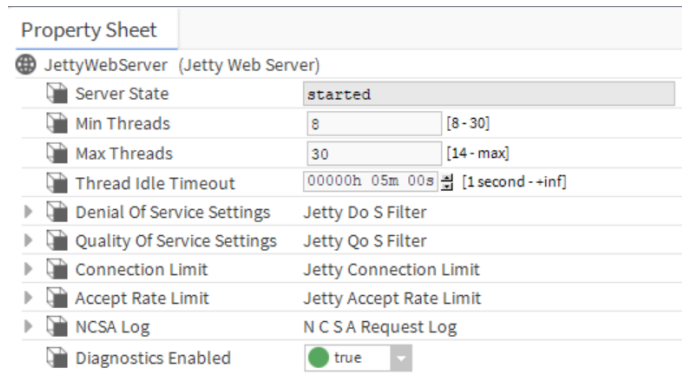 Property Sheet
JettyWebServer (Jetty Web Server)
Server State started
Min Threads 8 [8 - 30]
Max Threads 30 [14 - max]
Thread Idle Timeout 00000h 05m 00s [1 second - +inf]
Denial Of Service Settings Jetty Do S Filter
Quality Of Service Settings Jetty Qo S Filter
Connection Limit Jetty Connection Limit
Accept Rate Limit Jetty Accept Rate Limit
NCSA Log N C S A Request Log
Diagnostics Enabled true